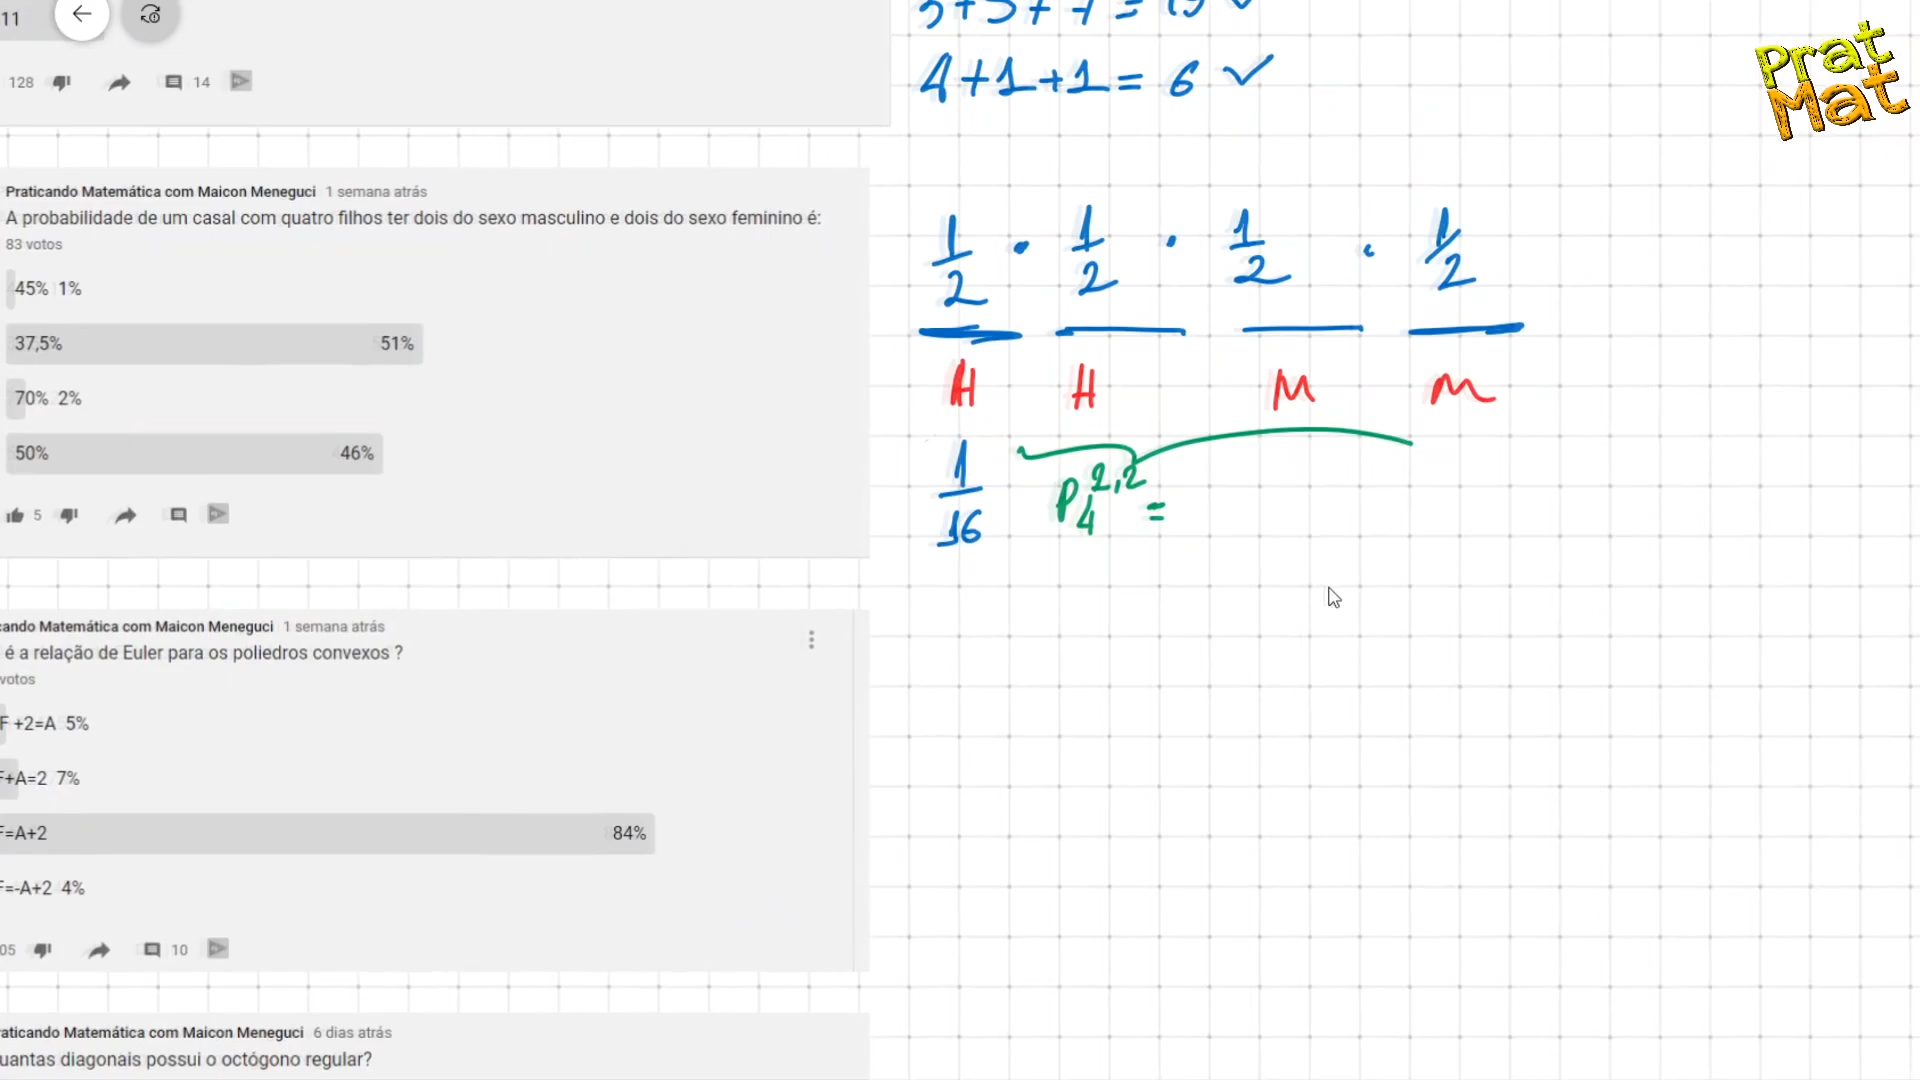 11
128 14
Praticando Matemática com Maicon Meneguci 1 semana atrás
A probabilidade de um casal com quatro filhos ter dois do sexo masculino e dois do sexo feminino é:
83 votos
45% 1%
37,5% 51%
70% 2%
50% 46%
5
cando Matemática com Maicon Meneguci 1 semana atrás
é a relação de Euler para os poliedros convexos ?
votos
F +2=A 5%
F+A=2 7%
F=A+2 84%
F=-A+2 4%
05 10
raticando Matemática com Maicon Meneguci 6 dias atrás
uantas diagonais possui o octógono regular?
4+1+1= 6 ✓
1/2 · 1/2 · 1/2 · 1/2
H H M M
1/16 P₄²,² =
Prat
Mat